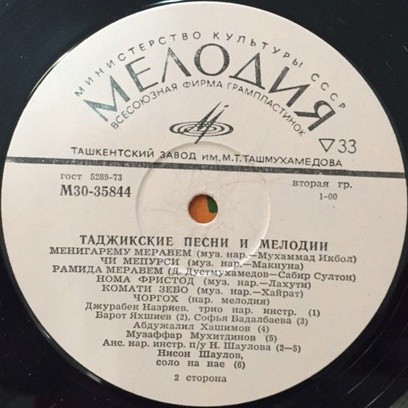 МИНИСТЕРСТВО КУЛЬТУРЫ СССР
МЕЛОДИЯ
ВСЕСОЮЗНАЯ ФИРМА ГРАМПЛАСТИНОК
▽33
ТАШКЕНТСКИЙ ЗАВОД ИМ. М.Т. ТАШМУХАМЕДОВА
ГОСТ 5289-73
вторая гр.
М30-35844
1-00
ТАДЖИКСКИЕ ПЕСНИ И МЕЛОДИИ
МЕНИГАРЕМУ МЕРАВЕМ (муз. нар.—Мухаммад Икбол)
ЧИ МЕПУРСИ (муз. нар.—Макнуна)
РАМИДА МЕРАВЕМ (Д. Дустмухамедов—Сабир Султон)
НОМА ФРИСТОД (муз. нар.—Лахути)
КОМАТИ ЗЕБО (муз. нар.—Хайрат)
ЧОРГОХ (нар. мелодия)
Джурабек Назриев, трио нар. инстр. (1)
Барот Яхшиев (2), Софья Бадалбаева (3)
Абдужалил Хашимов (4)
Музаффар Мухитдинов (5)
Анс. нар. инстр. п/у Н. Шаулова (2—5)
Нисон Шаулов,
соло на нае (6)
2 сторона